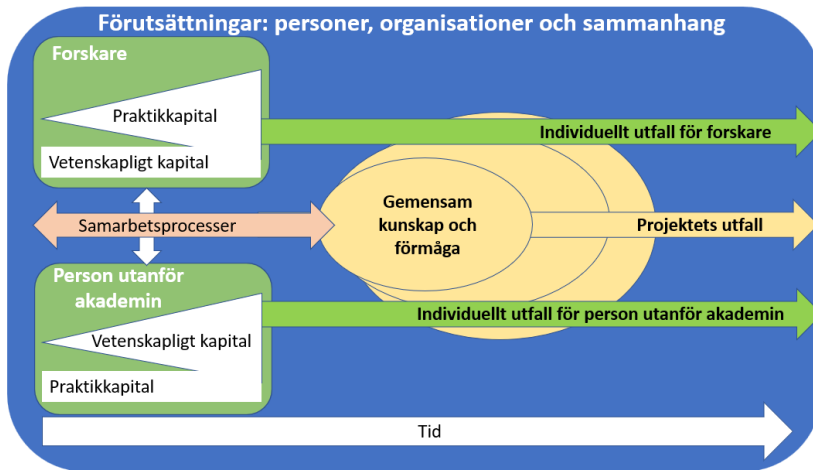 Förutsättningar: personer, organisationer och sammanhang
Forskare
Praktikkapital
Vetenskapligt kapital
Individuellt utfall för forskare
Samarbetsprocesser
Gemensam
kunskap och
förmåga
Projektets utfall
Person utanför
akademin
Vetenskapligt kapital
Praktikkapital
Individuellt utfall för person utanför akademin
Tid